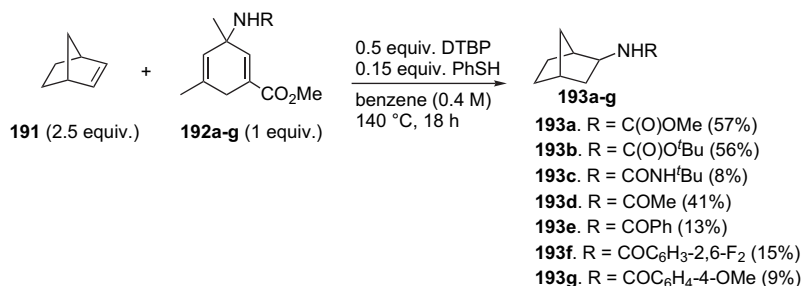 NHR
CO₂Me
191 (2.5 equiv.)
+
192a-g (1 equiv.)
0.5 equiv. DTBP
0.15 equiv. PhSH
benzene (0.4 M)
140 °C, 18 h
NHR
193a-g
193a. R = C(O)OMe (57%)
193b. R = C(O)OᵗBu (56%)
193c. R = CONHᵗBu (8%)
193d. R = COMe (41%)
193e. R = COPh (13%)
193f. R = COC₆H₃-2,6-F₂ (15%)
193g. R = COC₆H₄-4-OMe (9%)